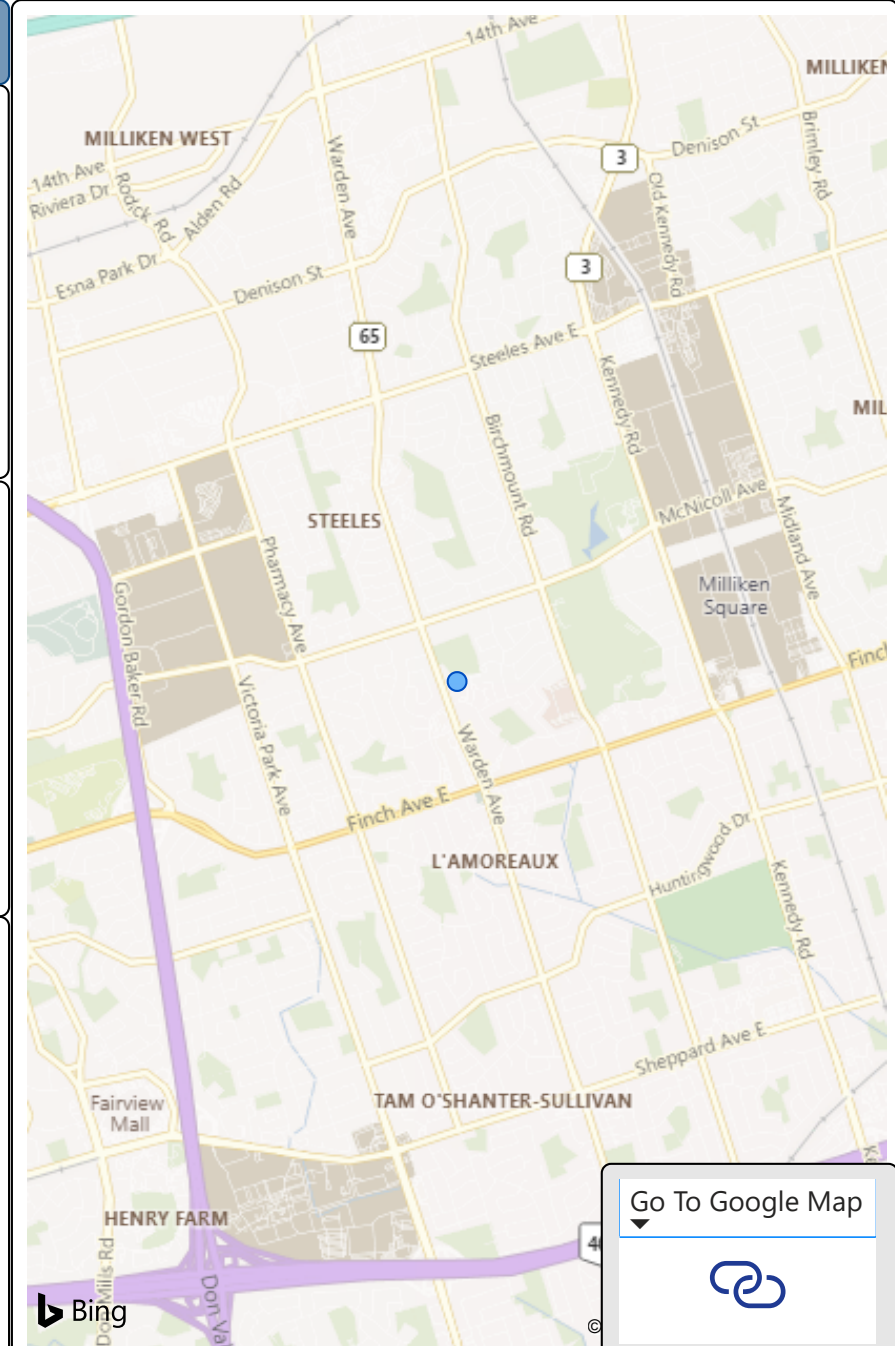 14th Ave
MILLIKEN
MILLIKEN WEST
Denison St
Brimley Rd
3
14th Ave
Riviera Dr
Rodick Rd
Alden Rd
Warden Ave
Old Kennedy Rd
Esna Park Dr
Denison St
3
65
Steeles Ave E
Kennedy Rd
MIL
Birchmount Rd
McNicoll Ave
STEELES
Midland Ave
Pharmacy Ave
Milliken
Square
Gordon Baker Rd
Finch
Victoria Park Ave
Warden Ave
Finch Ave E
L'AMOREAUX
Huntingwood Dr
Kennedy Rd
Sheppard Ave E
Fairview
Mall
TAM O'SHANTER-SULLIVAN
Ke
HENRY FARM
Go To Google Map
Don Mills Rd
Don Va
Bing
©